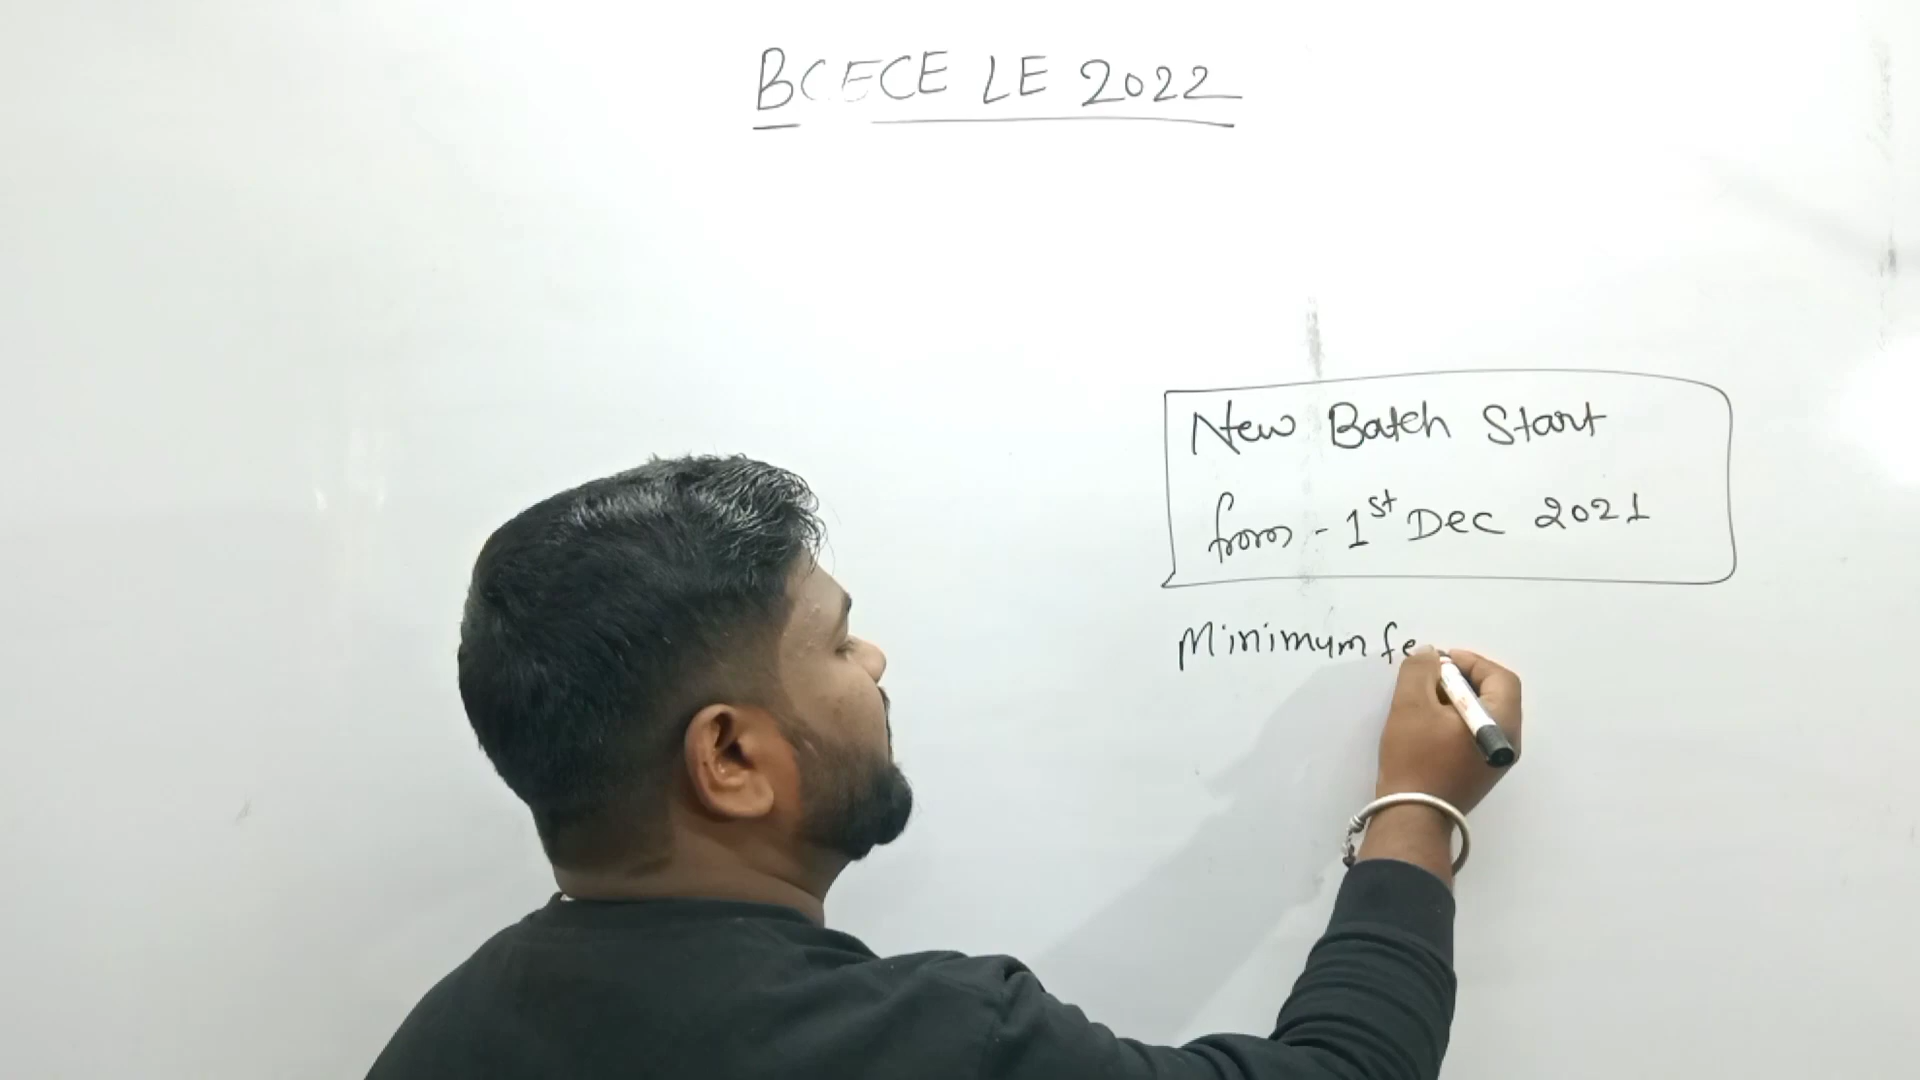 BCECE LE 2022
New Batch Start
from - 1st Dec 2021
Minimum fe